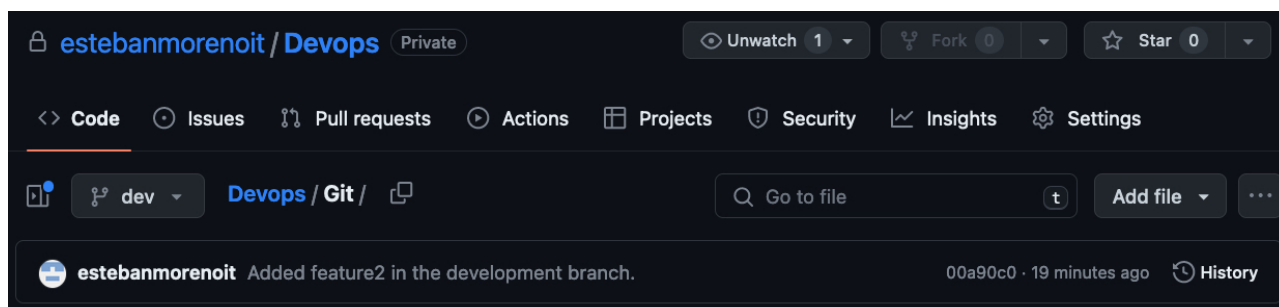 estebanmorenoit / Devops Private Unwatch 1 Fork 0 Star 0
<> Code Issues Pull requests Actions Projects Security Insights Settings
dev Devops / Git / Go to file t Add file ...
estebanmorenoit Added feature2 in the development branch. 00a90c0 · 19 minutes ago History